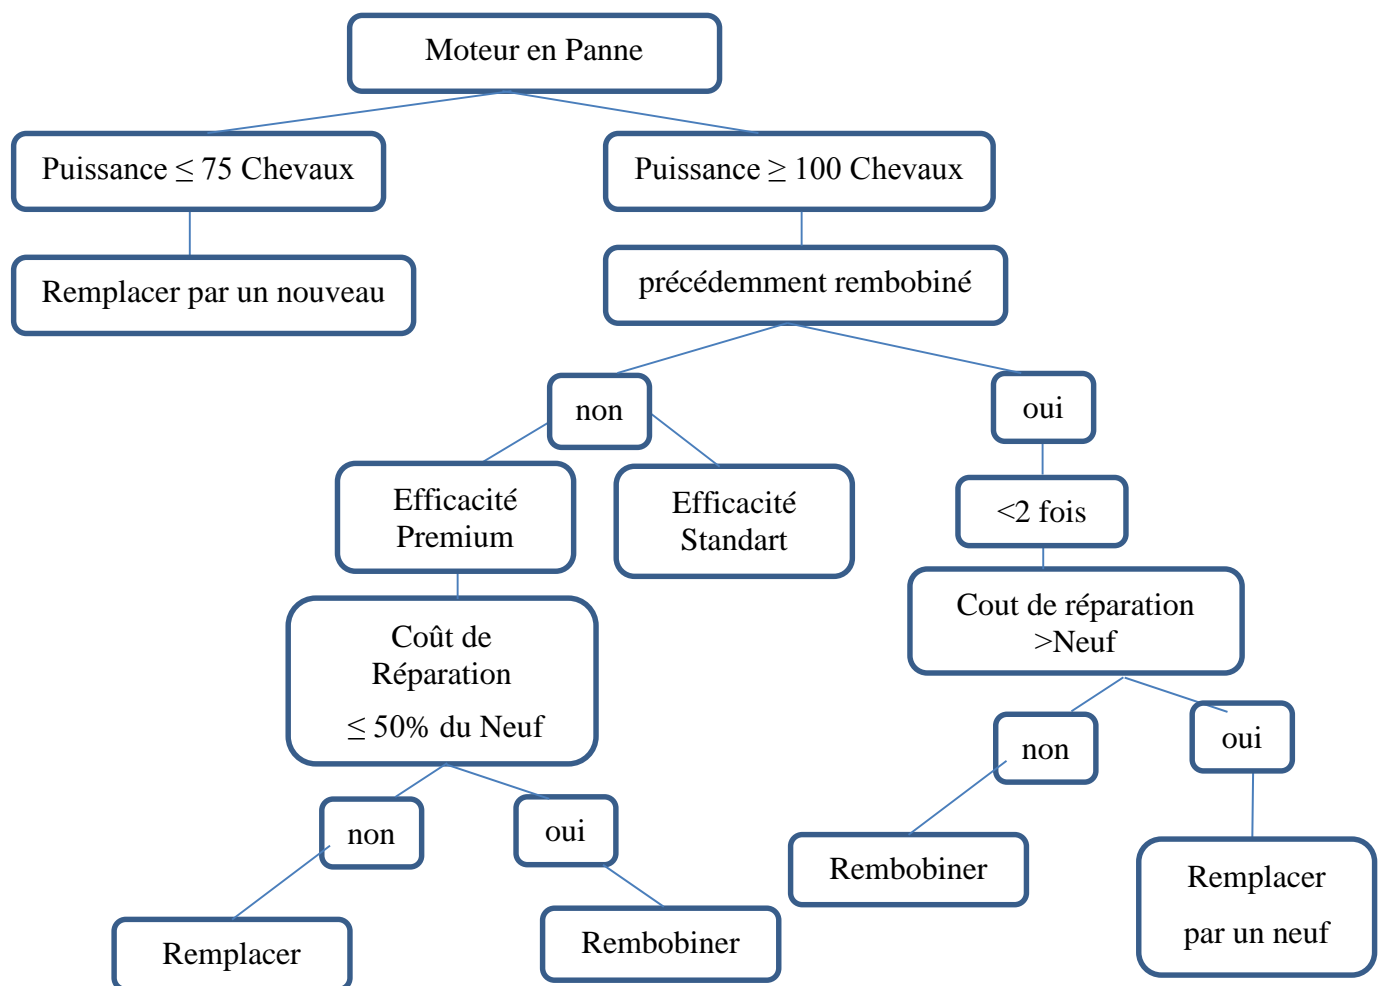 Moteur en Panne
Puissance ≤ 75 Chevaux
Puissance ≥ 100 Chevaux
Remplacer par un nouveau
précédemment rembobiné
non
oui
Efficacité
Premium
Efficacité
Standart
<2 fois
Coût de
Réparation
≤ 50% du Neuf
Cout de réparation
>Neuf
non
oui
non
oui
Remplacer
Rembobiner
Rembobiner
Remplacer
par un neuf